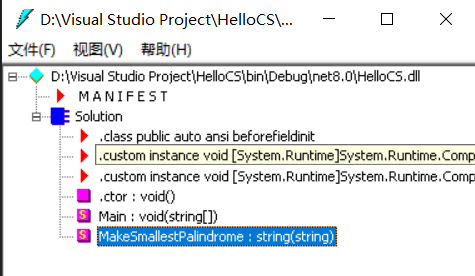 D:\Visual Studio Project\HelloCS\...
文件(F) 视图(V) 帮助(H)
D:\Visual Studio Project\HelloCS\bin\Debug\net8.0\HelloCS.dll
M A N I F E S T
Solution
.class public auto ansi beforefieldinit
.custom instance void [System.Runtime]System.Runtime.Comp
.custom instance void [System.Runtime]System.Runtime.Comp
.ctor : void()
S Main : void(string[])
S MakeSmallestPalindrome : string(string)